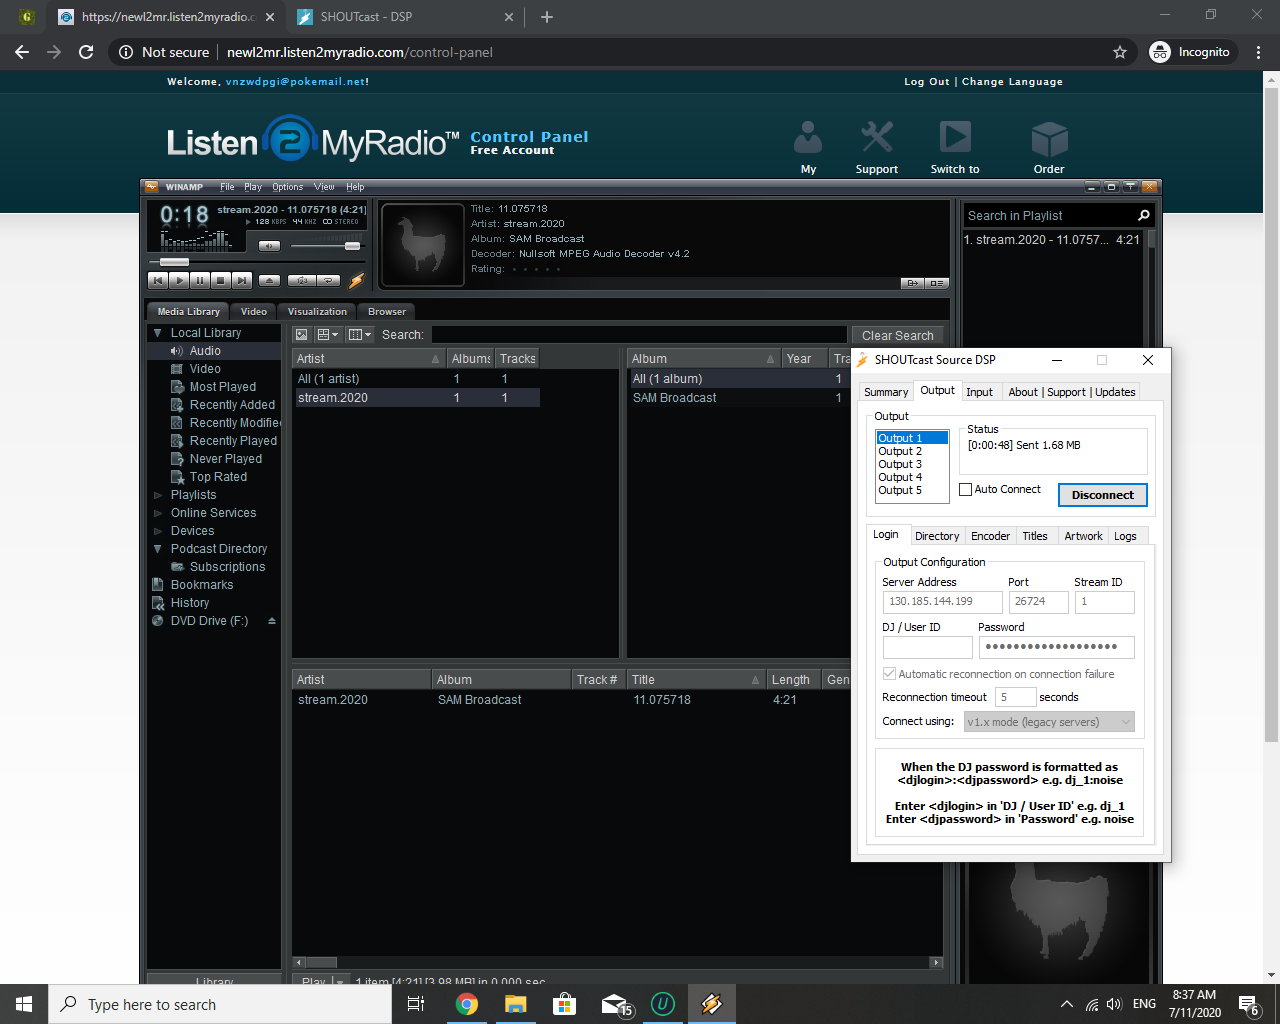 https://newl2mr.listen2myradio.c
SHOUTcast - DSP
Not secure
newl2mr.listen2myradio.com/control-panel
Incognito
Welcome, vnzwdpgi@pokemail.net!
Log Out | Change Language
Listen 2 MyRadio™
Control Panel
Free Account
My
Support
Switch to
Order
WINAMP
File Play Options View Help
0:18
stream.2020 - 11.075718 (4:21)
128 KBPS 44 KHZ STEREO
Title: 11.075718
Artist: stream.2020
Album: SAM Broadcast
Decoder: Nullsoft MPEG Audio Decoder v4.2
Rating:
Search in Playlist
1. stream.2020 - 11.0757... 4:21
Media Library
Video
Visualization
Browser
Local Library
Audio
Video
Most Played
Recently Added
Recently Modifie
Recently Played
Never Played
Top Rated
Playlists
Online Services
Devices
Podcast Directory
Subscriptions
Bookmarks
History
DVD Drive (F:)
Library
Search:
Clear Search
Artist Albums Tracks
All (1 artist) 1 1
stream.2020 1 1
Album Year Tra
All (1 album) 1
SAM Broadcast 1
Artist Album Track # Title Length Gen
stream.2020 SAM Broadcast 11.075718 4:21
Play
1 item [4:21] [3.98 MB] in 0.000 sec.
SHOUTcast Source DSP
Summary Output Input About | Support | Updates
Output
Output 1
Output 2
Output 3
Output 4
Output 5
Status
[0:00:48] Sent 1.68 MB
Auto Connect
Disconnect
Login Directory Encoder Titles Artwork Logs
Output Configuration
Server Address Port Stream ID
130.185.144.199 26724 1
DJ / User ID Password
Automatic reconnection on connection failure
Reconnection timeout 5 seconds
Connect using: v1.x mode (legacy servers)
When the DJ password is formatted as
<djlogin>:<djpassword> e.g. dj_1:noise
Enter <djlogin> in 'DJ / User ID' e.g. dj_1
Enter <djpassword> in 'Password' e.g. noise
Type here to search
15
ENG
8:37 AM
7/11/2020
6